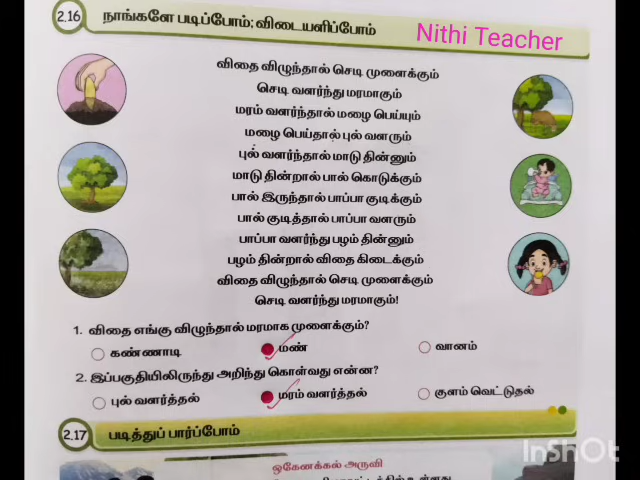 2.16 நாங்களே படிப்போம்; விடையளிப்போம்
Nithi Teacher
விதை விழுந்தால் செடி முளைக்கும்
செடி வளர்ந்து மரமாகும்
மரம் வளர்ந்தால் மழை பெய்யும்
மழை பெய்தால் புல் வளரும்
புல் வளர்ந்தால் மாடு தின்னும்
மாடு தின்றால் பால் கொடுக்கும்
பால் இருந்தால் பாப்பா குடிக்கும்
பால் குடித்தால் பாப்பா வளரும்
பாப்பா வளர்ந்து பழம் தின்னும்
பழம் தின்றால் விதை கிடைக்கும்
விதை விழுந்தால் செடி முளைக்கும்
செடி வளர்ந்து மரமாகும்!
1. விதை எங்கு விழுந்தால் மரமாக முளைக்கும்?
கண்ணாடி மண் வானம்
2. இப்பகுதியிலிருந்து அறிந்து கொள்வது என்ன?
புல் வளர்த்தல் மரம் வளர்த்தல் குளம் வெட்டுதல்
2.17 படித்துப் பார்ப்போம்
ஒகேனக்கல் அருவி
InShOt